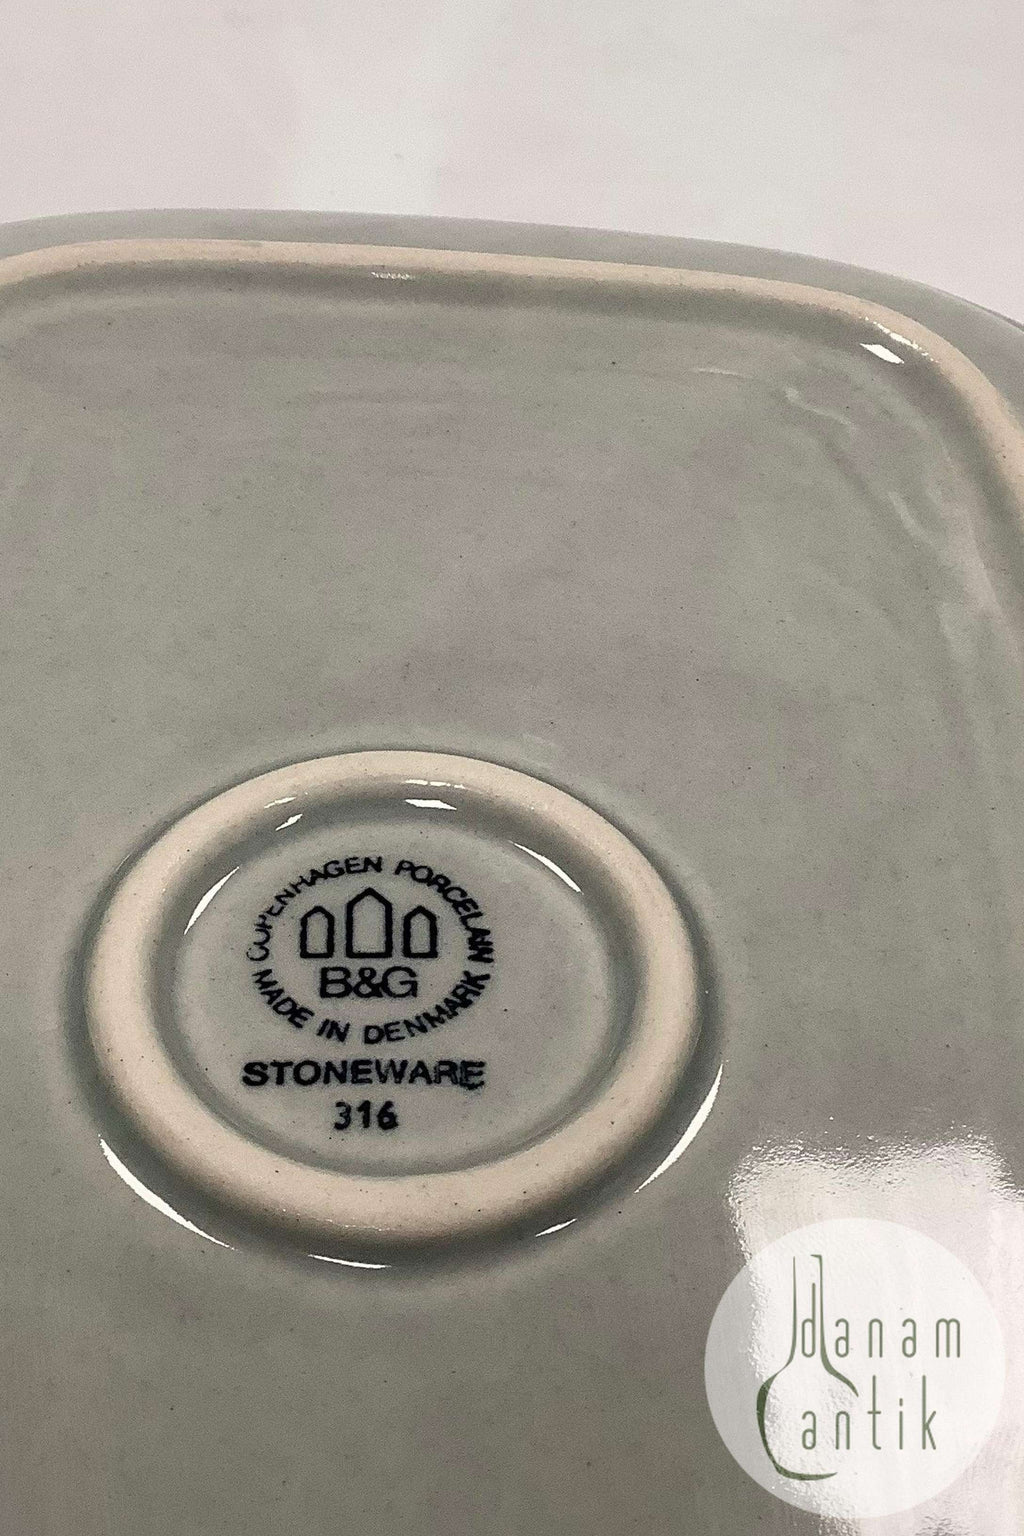 COPENHAGEN PORCELAIN
B&G
MADE IN DENMARK
STONEWARE
316
danam
antik